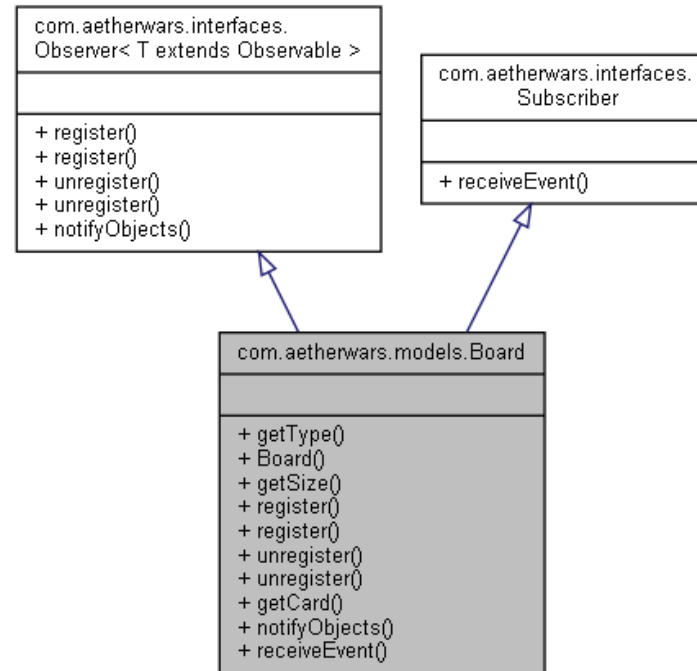 com.aetherwars.interfaces.
Observer< T extends Observable >
+ register()
+ register()
+ unregister()
+ unregister()
+ notifyObjects()
com.aetherwars.interfaces.
Subscriber
+ receiveEvent()
com.aetherwars.models.Board
+ getType()
+ Board()
+ getSize()
+ register()
+ register()
+ unregister()
+ unregister()
+ getCard()
+ notifyObjects()
+ receiveEvent()